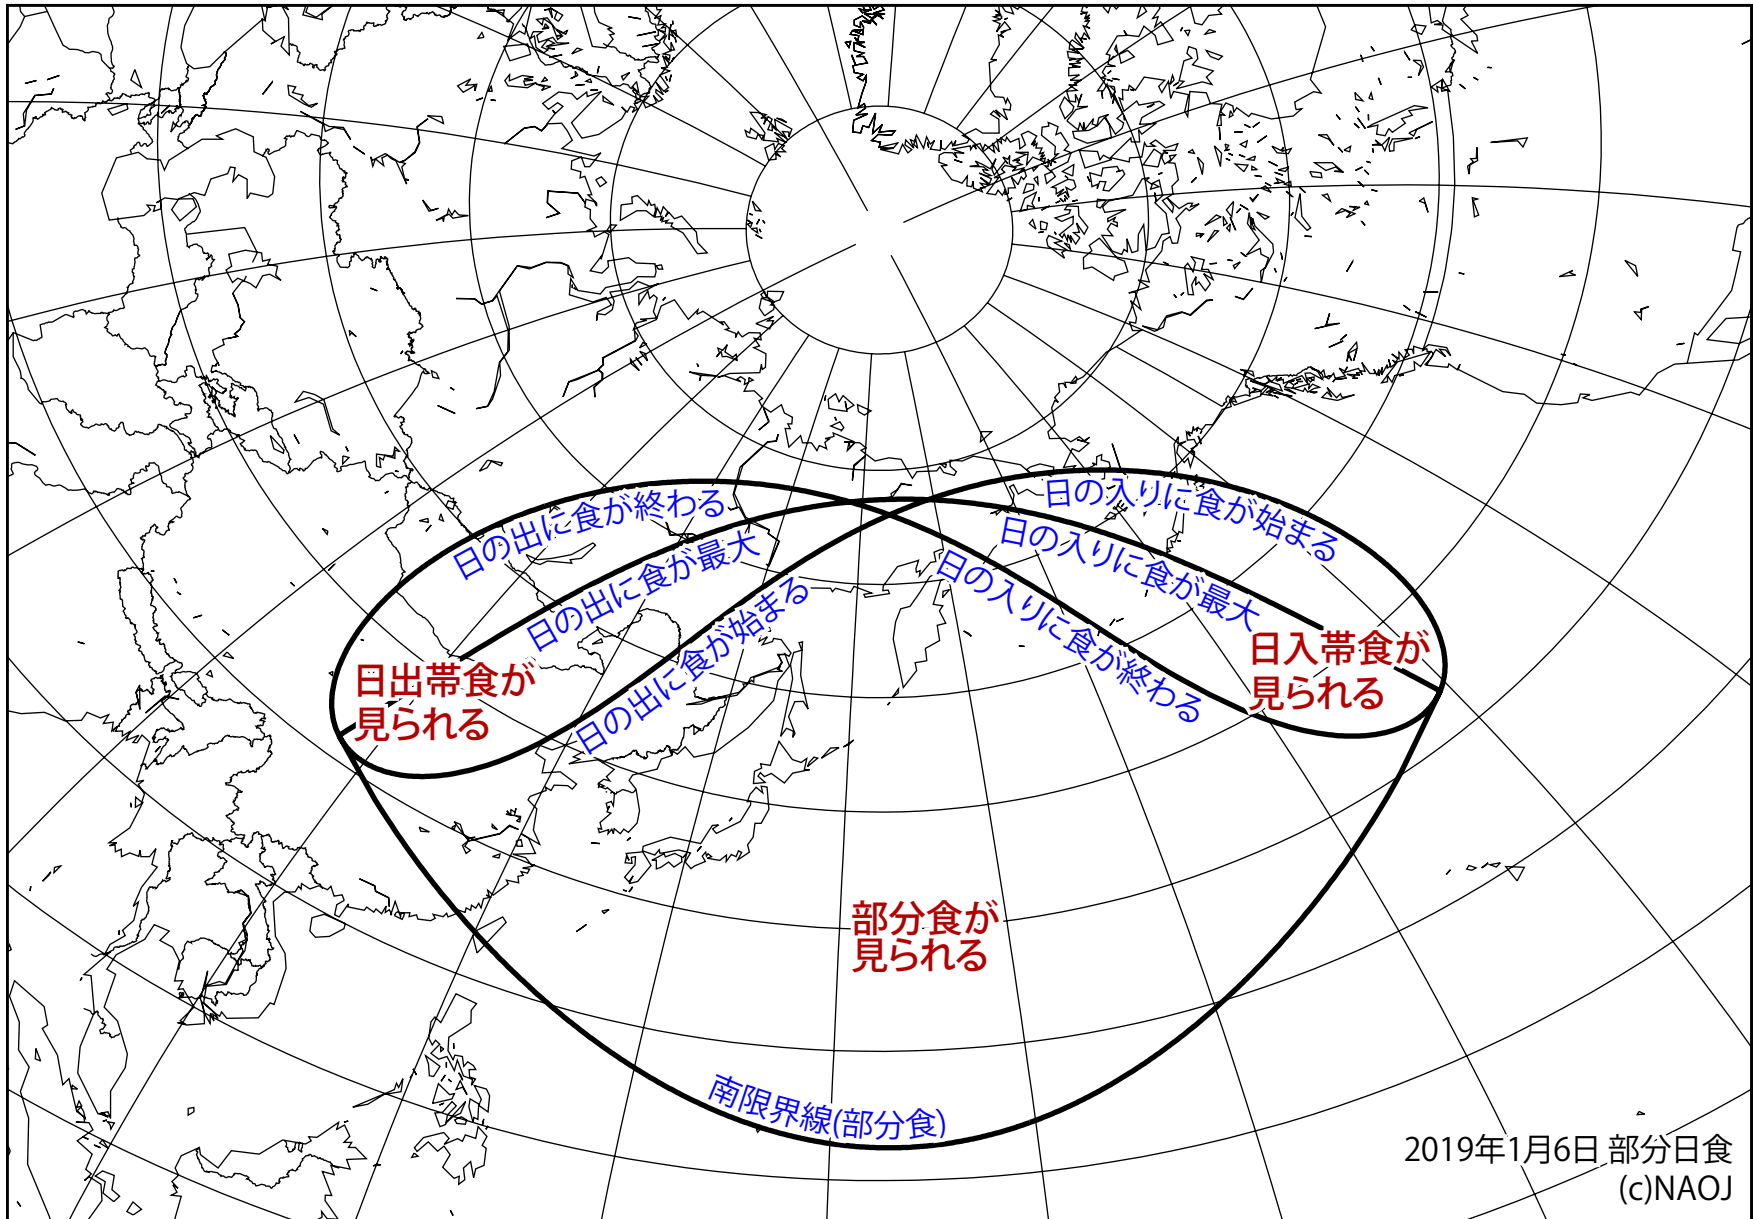 日の出に食が終わる
日の入りに食が始まる
日の出に食が最大
日の入りに食が最大
日の出に食が始まる
日の入りに食が終わる
日出帯食が
見られる
日入帯食が
見られる
部分食が
見られる
南限界線(部分食)
2019年1月6日 部分日食
(c)NAOJ